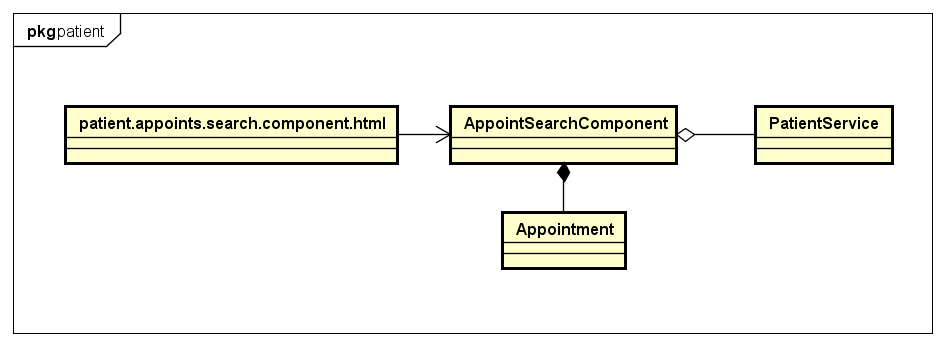 pkgpatient
patient.appoints.search.component.html
AppointSearchComponent
PatientService
Appointment